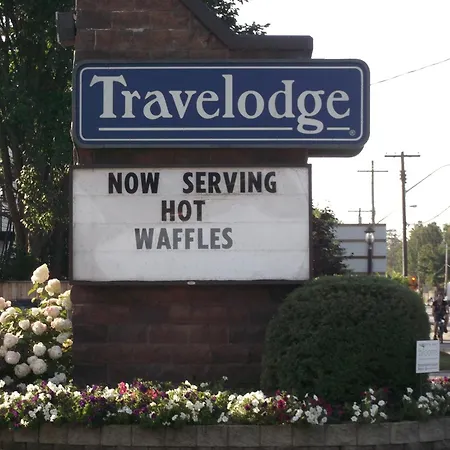 Travelodge
NOW SERVING
HOT
WAFFLES